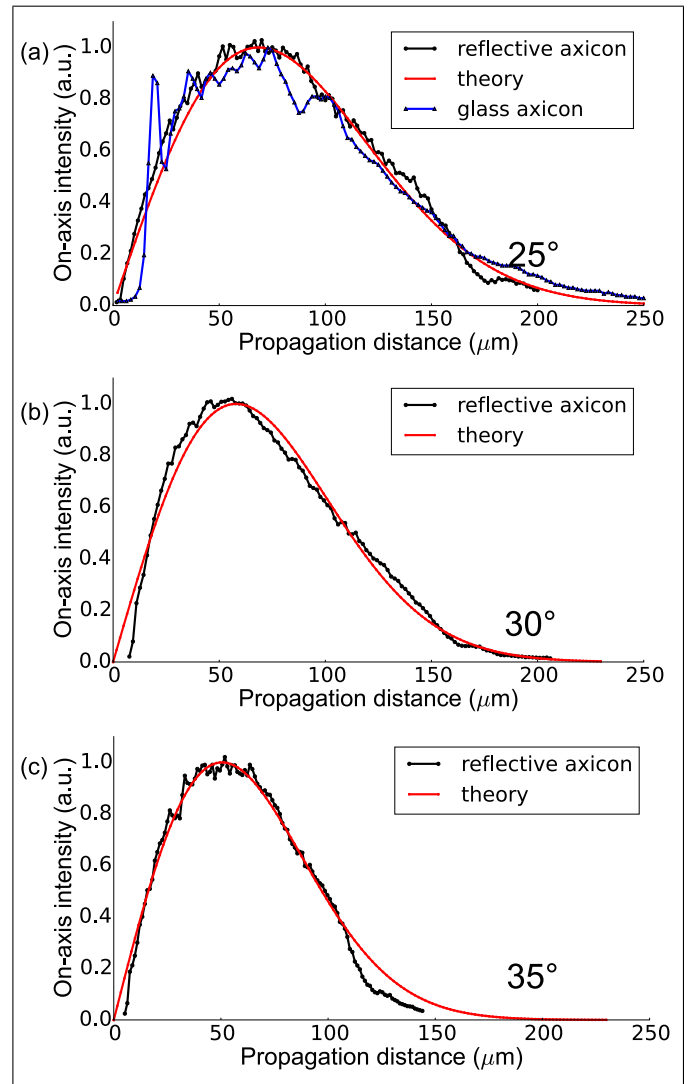 (a)
On-axis intensity (a.u.)
1.0
0.8
0.6
0.4
0.2
0.0
reflective axicon
theory
glass axicon
25°
0 50 100 150 200 250
Propagation distance (μm)
(b)
On-axis intensity (a.u.)
1.0
0.8
0.6
0.4
0.2
0.0
reflective axicon
theory
30°
0 50 100 150 200 250
Propagation distance (μm)
(c)
On-axis intensity (a.u.)
1.0
0.8
0.6
0.4
0.2
0.0
reflective axicon
theory
35°
0 50 100 150 200 250
Propagation distance (μm)